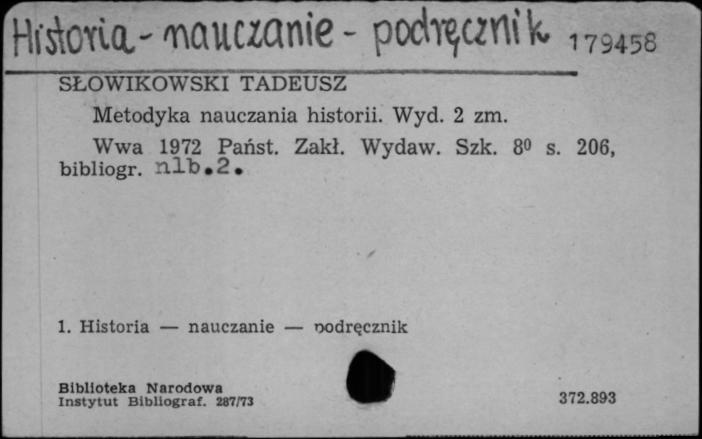 Historia - nauczanie - podręcznik 179458
SŁOWIKOWSKI TADEUSZ
Metodyka nauczania historii. Wyd. 2 zm.
Wwa 1972 Państ. Zakł. Wydaw. Szk. 8⁰ s. 206,
bibliogr. nlb.2.
1. Historia — nauczanie — podręcznik
Biblioteka Narodowa
Instytut Bibliograf. 287/73 372.893